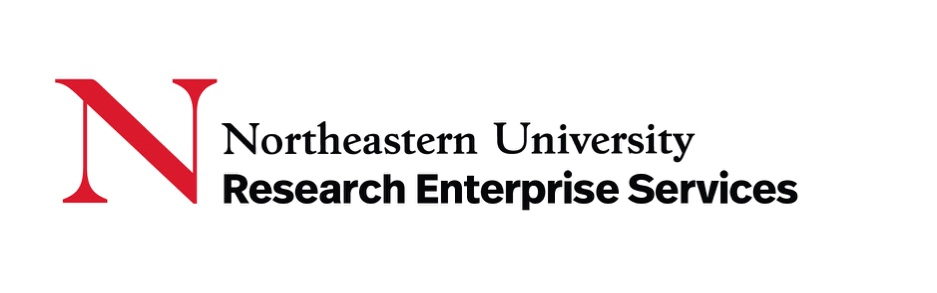 N Northeastern University
Research Enterprise Services